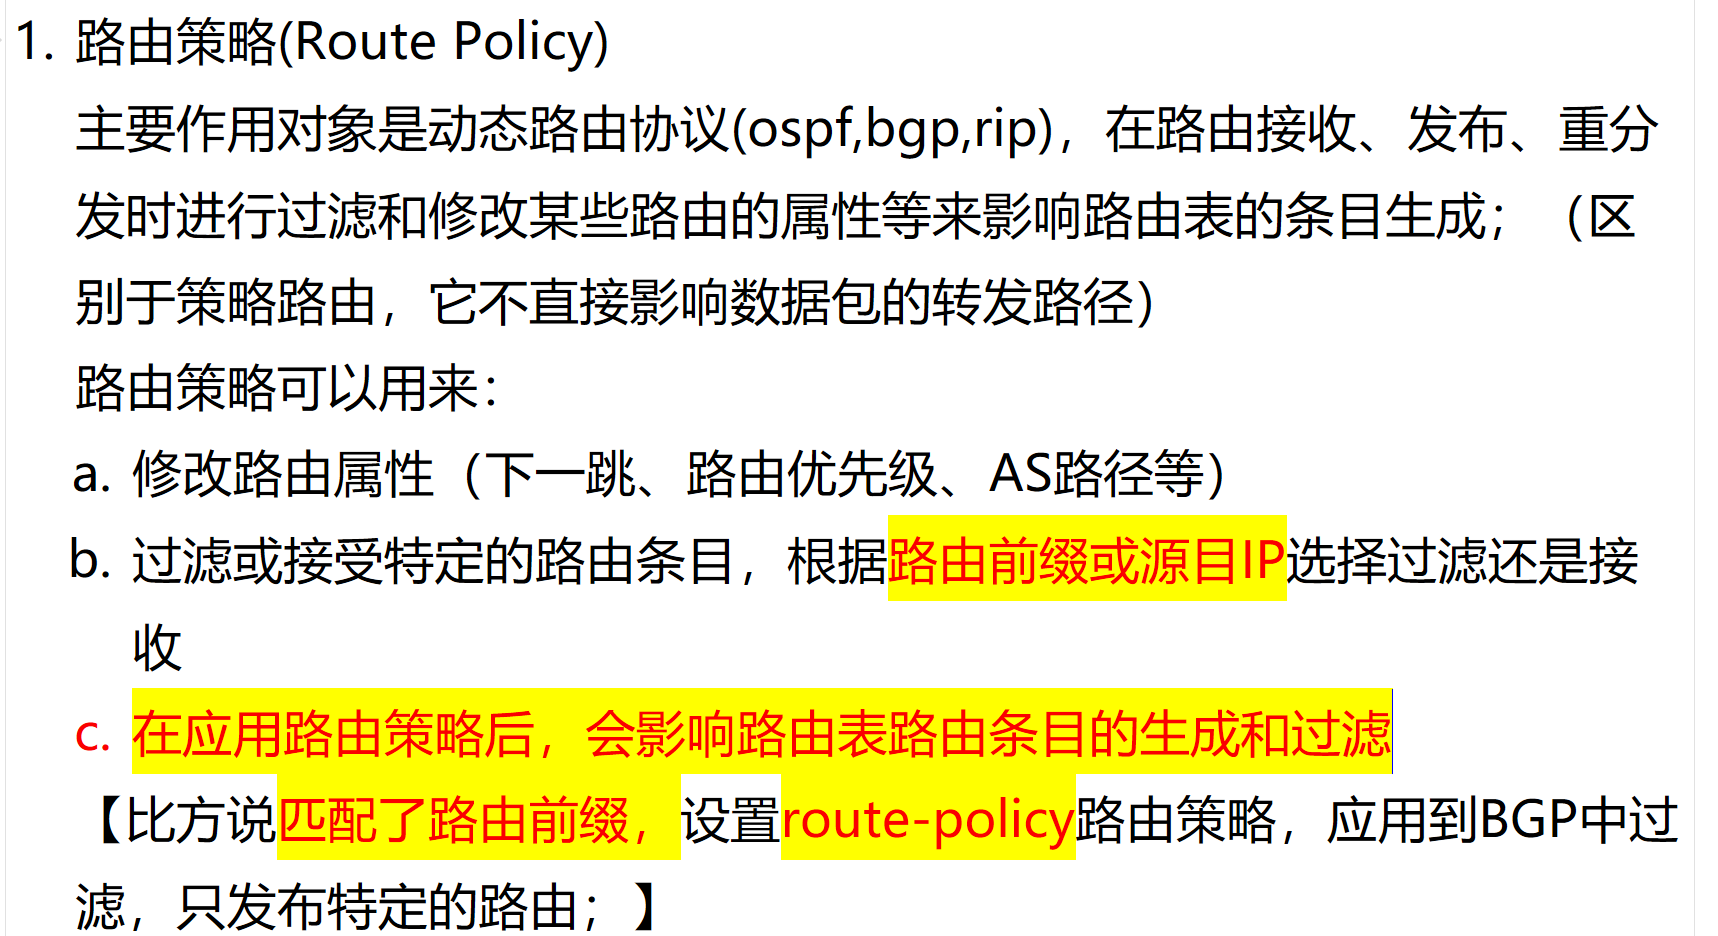 1. 路由策略(Route Policy)
主要作用对象是动态路由协议(ospf,bgp,rip)，在路由接收、发布、重分
发时进行过滤和修改某些路由的属性等来影响路由表的条目生成；（区
别于策略路由，它不直接影响数据包的转发路径）
路由策略可以用来：
a. 修改路由属性（下一跳、路由优先级、AS路径等）
b. 过滤或接受特定的路由条目，根据路由前缀或源目IP选择过滤还是接
收
c. 在应用路由策略后，会影响路由表路由条目的生成和过滤
【比方说匹配了路由前缀，设置route-policy路由策略，应用到BGP中过
滤，只发布特定的路由；】